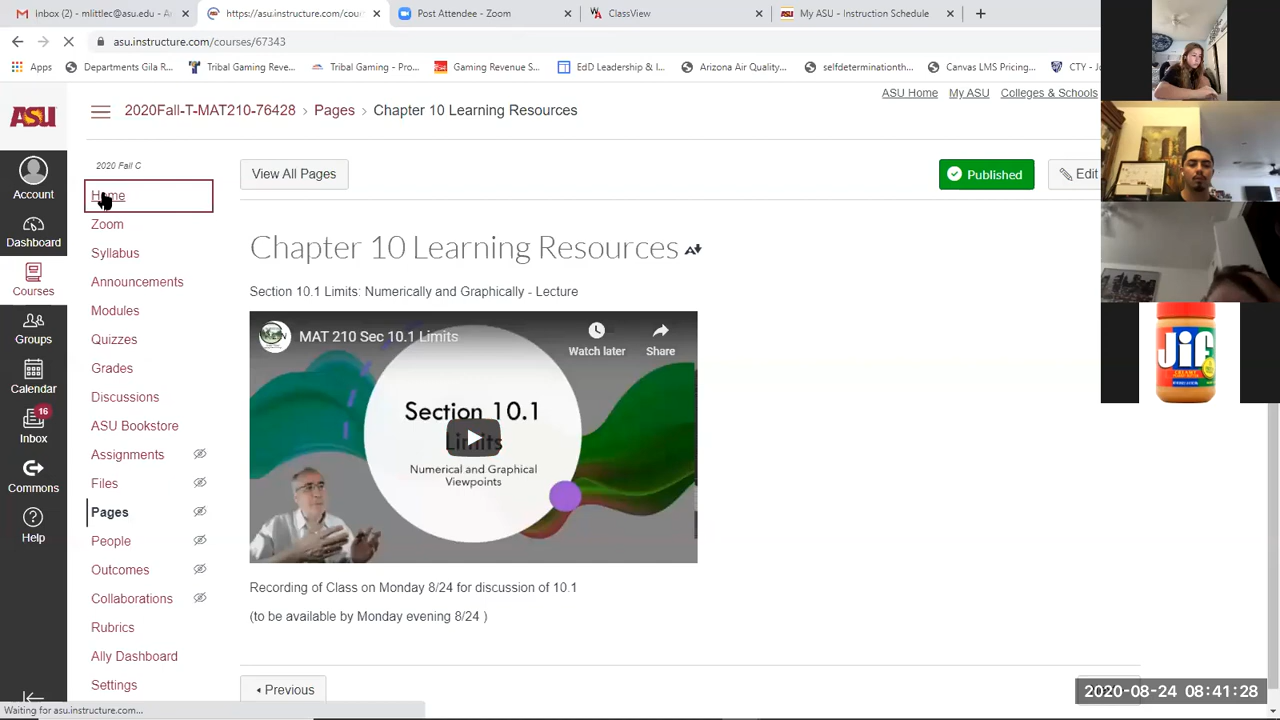 Inbox (20) - mittlec@asu.edu - A
https://asu.instructure.com/cour
Post Attendee - Zoom
ClassView
My ASU - Instruction Schedule
asu.instructure.com/courses/67343
Apps
Departments Gila R...
Tribal Gaming Reve...
Tribal Gaming - Pro...
Gaming Revenue S...
EdD Leadership & I...
Arizona Air Quality...
selfdeterminationth...
Canvas LMS Pricing...
CTY - J
ASU Home
My ASU
Colleges & Schools
ASU
2020Fall-T-MAT210-76428 › Pages › Chapter 10 Learning Resources
Account
Dashboard
Courses
Groups
Calendar
16
Inbox
Commons
Help
2020 Fall C
Home
Zoom
Syllabus
Announcements
Modules
Quizzes
Grades
Discussions
ASU Bookstore
Assignments
Files
Pages
People
Outcomes
Collaborations
Rubrics
Ally Dashboard
Settings
View All Pages
Published
Edit
Chapter 10 Learning Resources
Section 10.1 Limits: Numerically and Graphically - Lecture
MAT 210 Sec 10.1 Limits
Watch later
Share
Section 10.1
Limits
Numerical and Graphical
Viewpoints
Recording of Class on Monday 8/24 for discussion of 10.1
(to be available by Monday evening 8/24 )
Previous
Jif
CREAMY
2020-08-24 08:41:28
Waiting for asu.instructure.com...